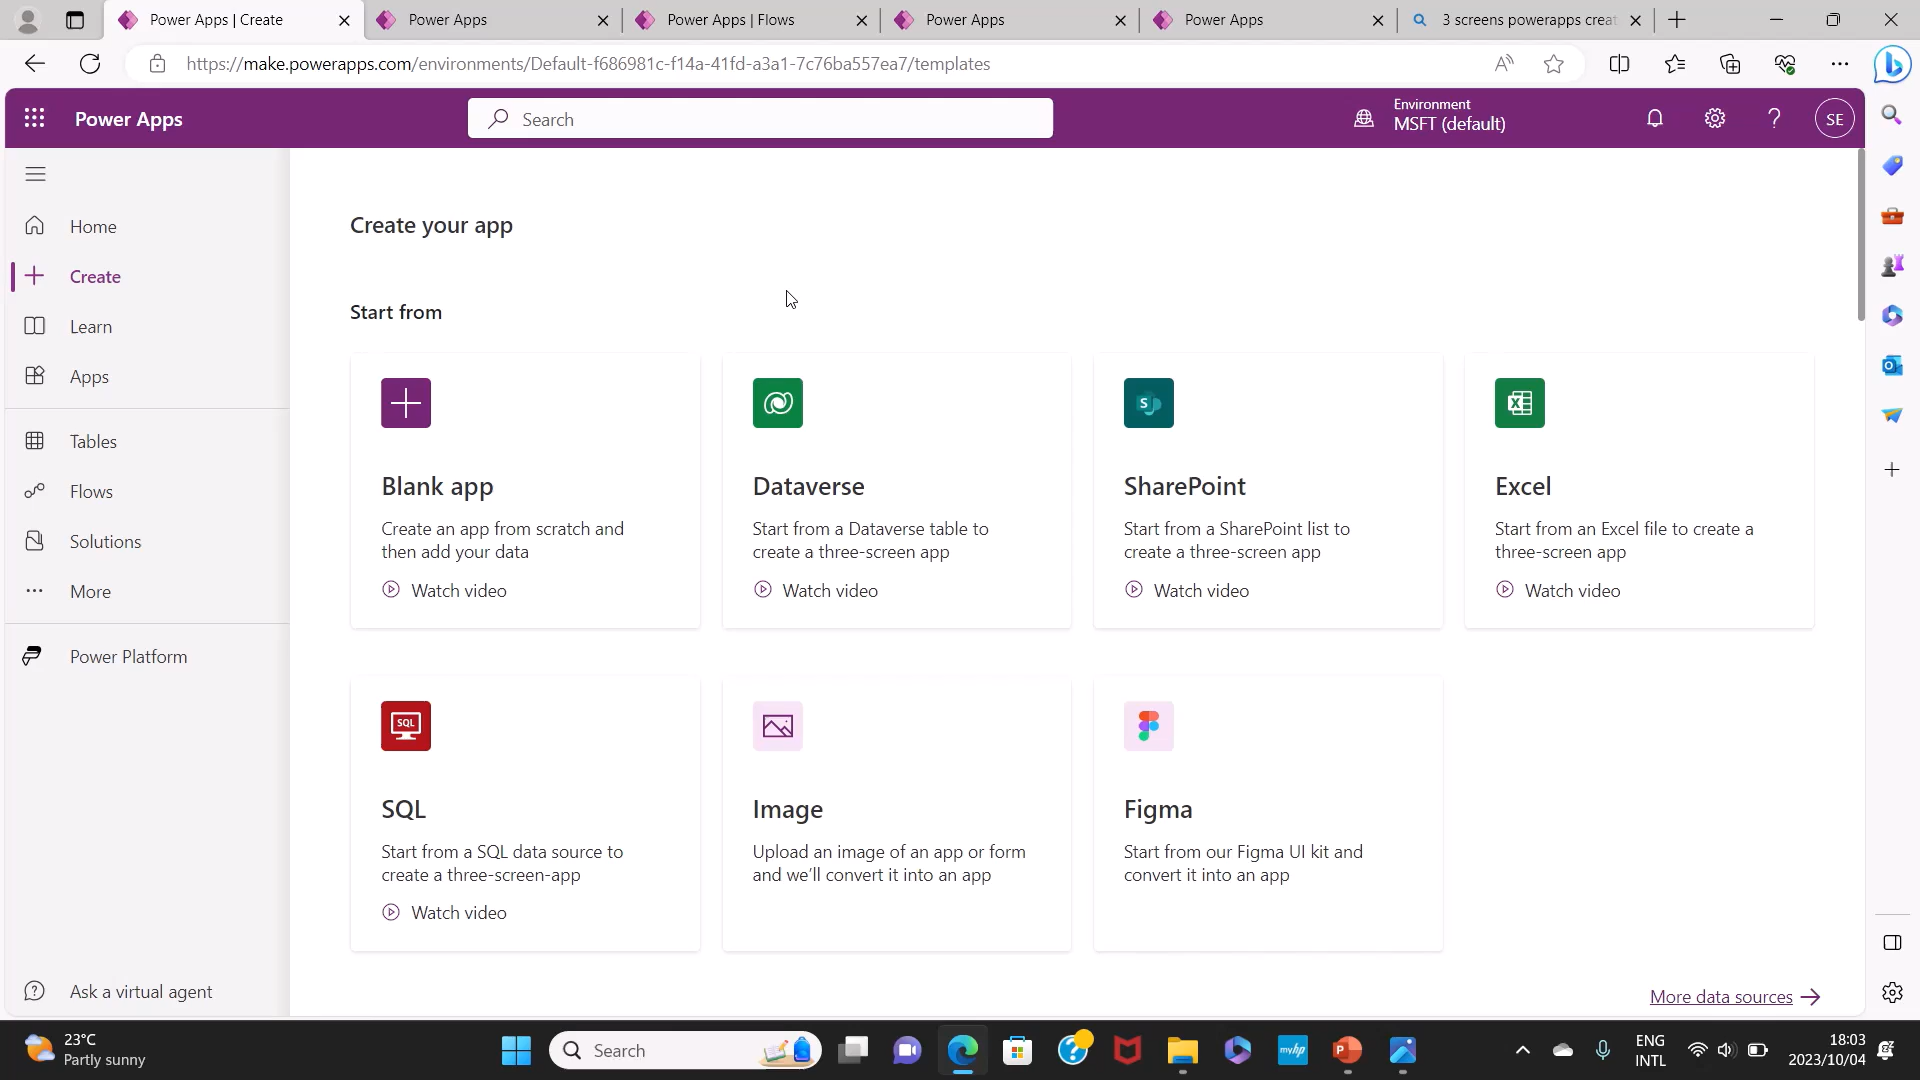 Power Apps | Create
Power Apps
Power Apps | Flows
Power Apps
Power Apps
3 screens powerapps creat
https://make.powerapps.com/environments/Default-f686981c-f14a-41fd-a3a1-7c76ba557ea7/templates
Power Apps
Search
Environment
MSFT (default)
SE
Home
Create
Learn
Apps
Tables
Flows
Solutions
More
Power Platform
Ask a virtual agent
Create your app
Start from
Blank app
Create an app from scratch and
then add your data
Watch video
Dataverse
Start from a Dataverse table to
create a three-screen app
Watch video
SharePoint
Start from a SharePoint list to
create a three-screen app
Watch video
Excel
Start from an Excel file to create a
three-screen app
Watch video
SQL
SQL
Start from a SQL data source to
create a three-screen-app
Watch video
Image
Upload an image of an app or form
and we'll convert it into an app
Figma
Start from our Figma UI kit and
convert it into an app
More data sources
23°C
Partly sunny
Search
myhp
ENG
INTL
18:03
2023/10/04